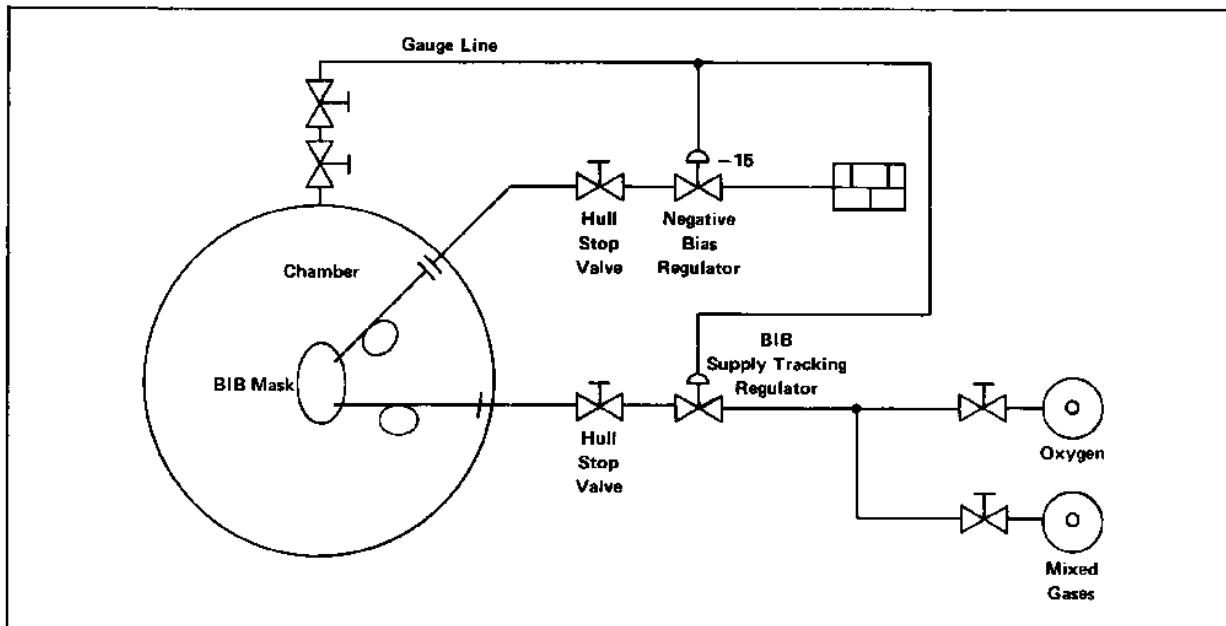 Gauge Line
−15
Hull
Stop
Valve
Negative
Bias
Regulator
Chamber
BIB Mask
BIB
Supply Tracking
Regulator
Hull
Stop
Valve
Oxygen
Mixed
Gases